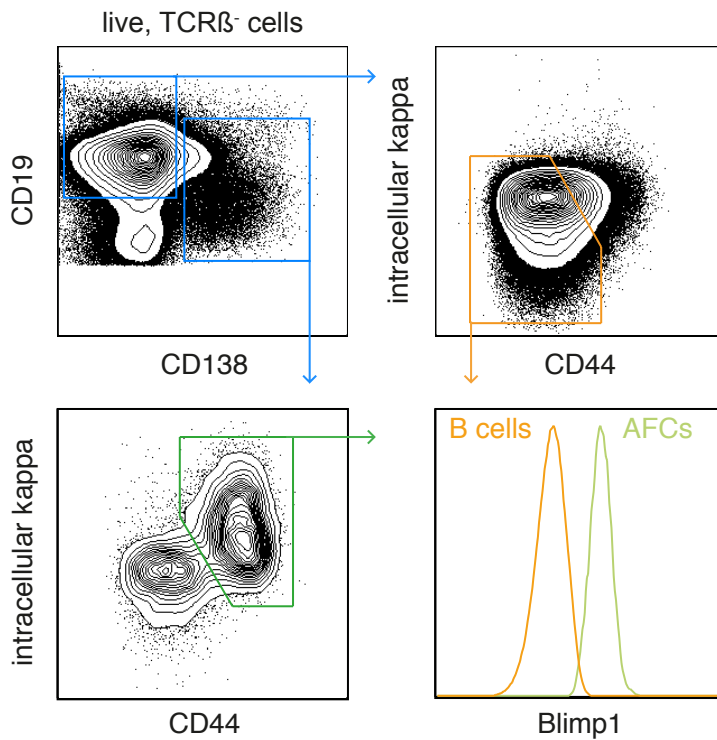 live, TCRß⁻ cells
CD19
CD138
intracellular kappa
CD44
intracellular kappa
CD44
B cells
AFCs
Blimp1